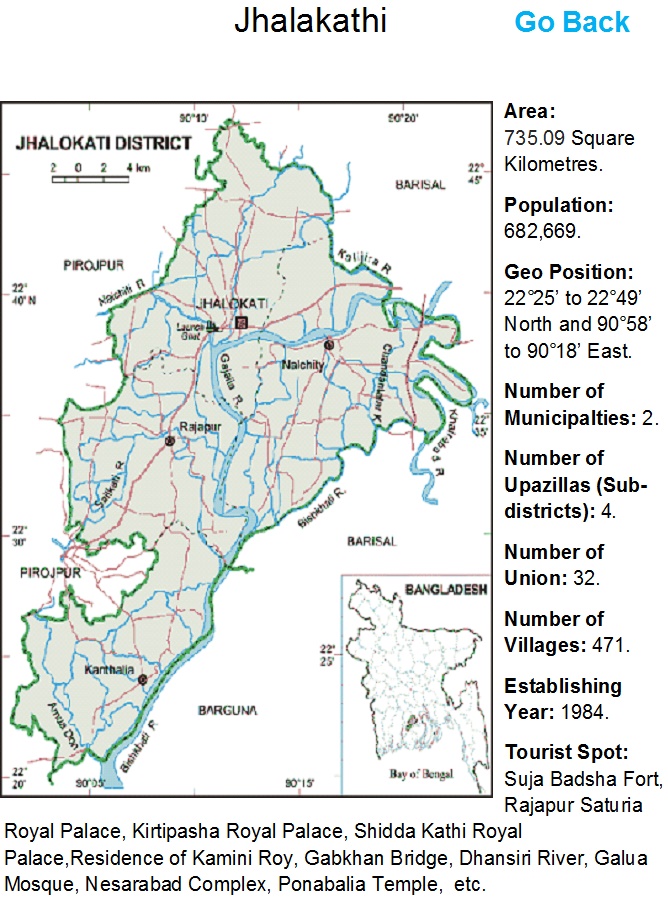 Jhalakathi
Go Back
90°10'
90°20'
JHALOKATI DISTRICT
2 0 2 4 km
BARISAL
22°
45'
PIROJPUR
Kalijira R.
22°
40'N
Nalchiti R.
JHALOKATI
Launch
Ghat
Nalchity
Gajalia R.
Rajapur
22°
35'
Bishkhali R.
22°
30'
BARISAL
PIROJPUR
BANGLADESH
22°
25'
Kanthalia
BARGUNA
Bishkhali R.
Bay of Bengal
22°
20'
90°05'
90°15'
Area:
735.09 Square
Kilometres.
Population:
682,669.
Geo Position:
22°25’ to 22°49’
North and 90°58’
to 90°18’ East.
Number of
Municipalties: 2.
Number of
Upazillas (Sub-
districts): 4.
Number of
Union: 32.
Number of
Villages: 471.
Establishing
Year: 1984.
Tourist Spot:
Suja Badsha Fort,
Rajapur Saturia
Royal Palace, Kirtipasha Royal Palace, Shidda Kathi Royal
Palace,Residence of Kamini Roy, Gabkhan Bridge, Dhansiri River, Galua
Mosque, Nesarabad Complex, Ponabalia Temple,  etc.